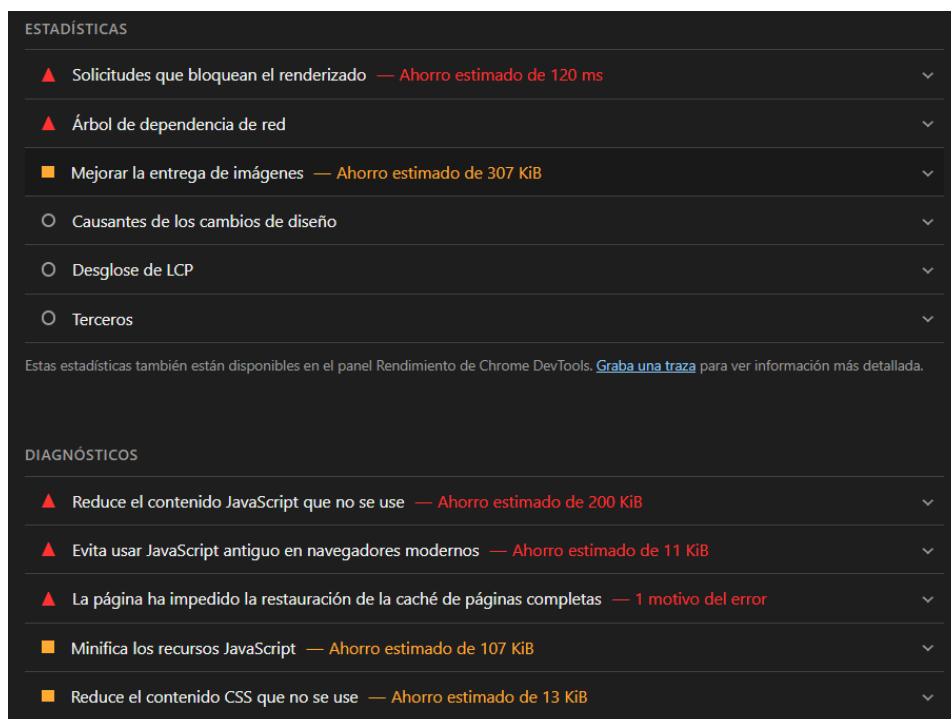 ESTADÍSTICAS
Solicitudes que bloquean el renderizado — Ahorro estimado de 120 ms
Árbol de dependencia de red
Mejorar la entrega de imágenes — Ahorro estimado de 307 KiB
Causantes de los cambios de diseño
Desglose de LCP
Terceros
Estas estadísticas también están disponibles en el panel Rendimiento de Chrome DevTools. Graba una traza para ver información más detallada.
DIAGNÓSTICOS
Reduce el contenido JavaScript que no se use — Ahorro estimado de 200 KiB
Evita usar JavaScript antiguo en navegadores modernos — Ahorro estimado de 11 KiB
La página ha impedido la restauración de la caché de páginas completas — 1 motivo del error
Minifica los recursos JavaScript — Ahorro estimado de 107 KiB
Reduce el contenido CSS que no se use — Ahorro estimado de 13 KiB